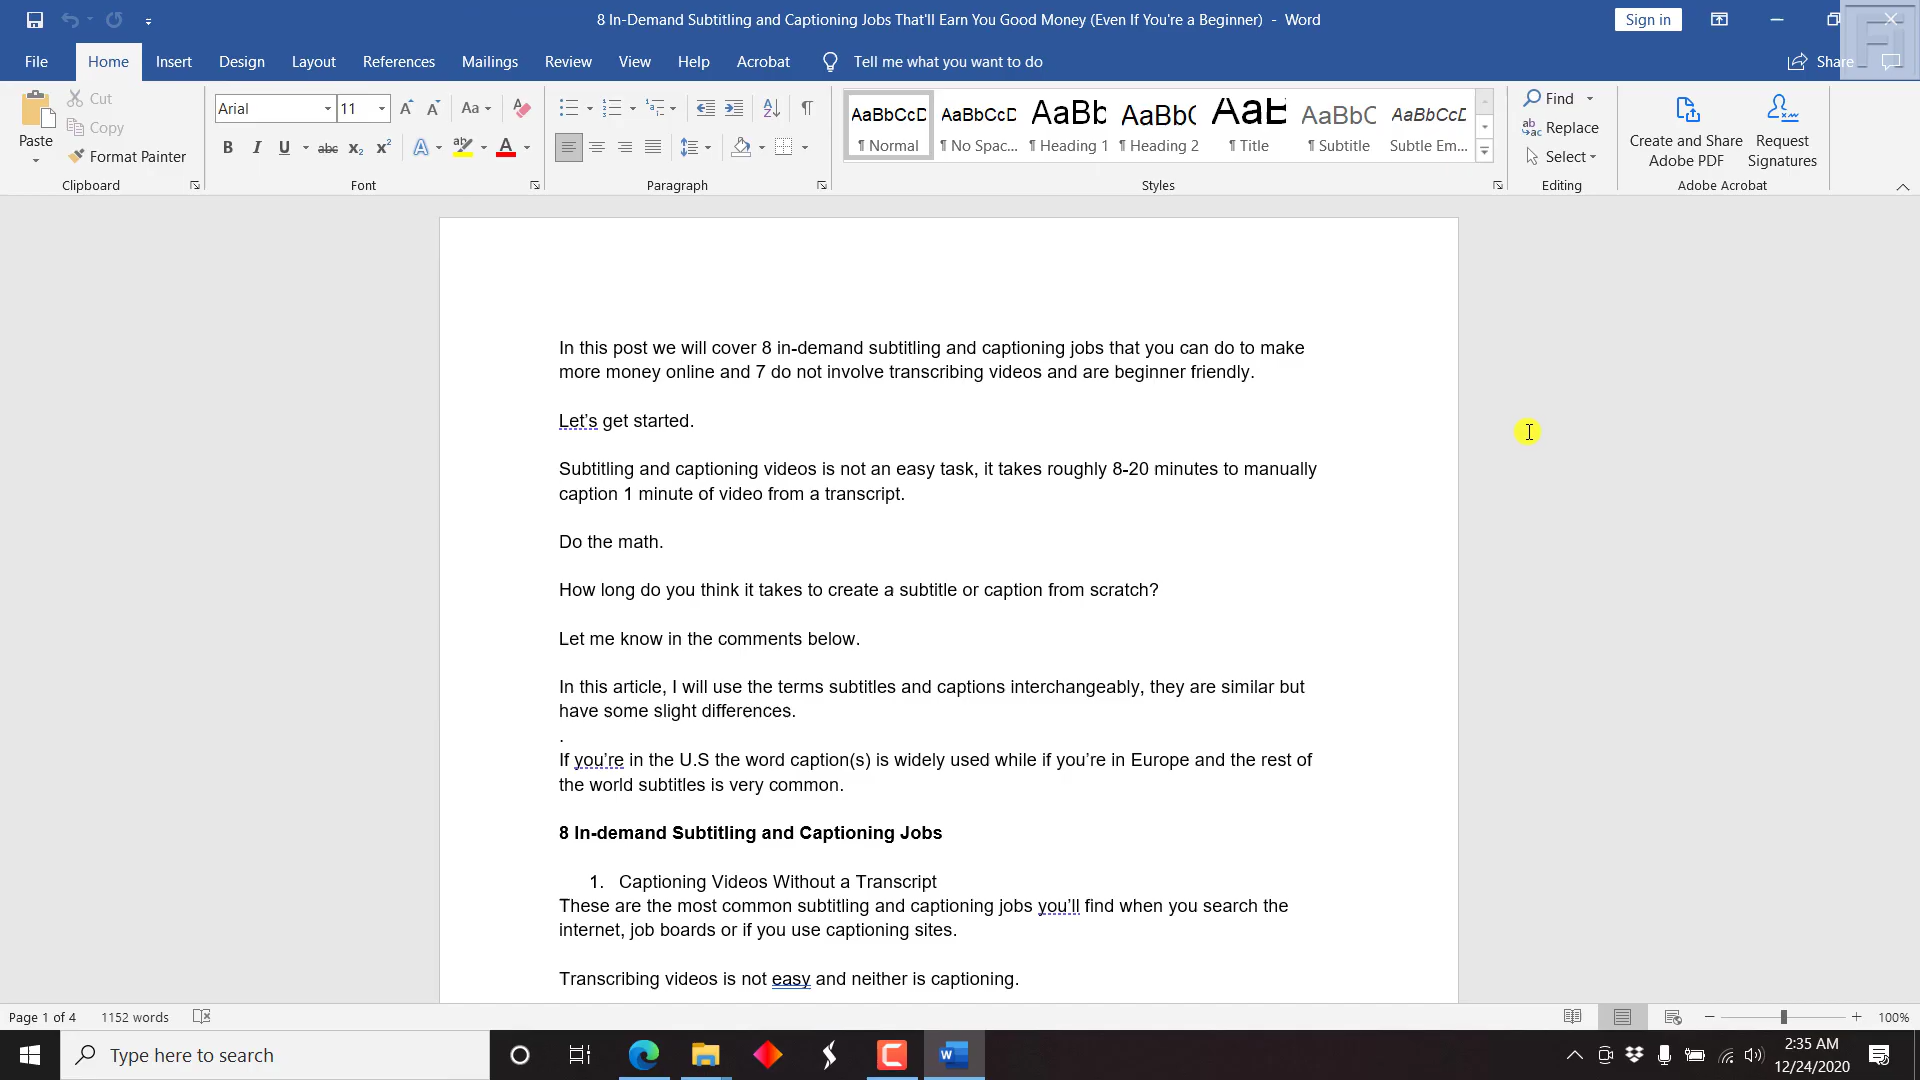 8 In-Demand Subtitling and Captioning Jobs That'll Earn You Good Money (Even If You're a Beginner) - Word
Sign in
File Home Insert Design Layout References Mailings Review View Help Acrobat Tell me what you want to do Share
Paste
Cut
Copy
Format Painter
Clipboard
Arial 11
Font
Paragraph
AaBbCcD AaBbCcD AaBb AaBbC AaB AaBbC AaBbCcD
¶ Normal ¶ No Spac... ¶ Heading 1 ¶ Heading 2 ¶ Title ¶ Subtitle Subtle Em...
Styles
Find
Replace
Select
Editing
Create and Share
Adobe PDF
Request
Signatures
Adobe Acrobat
In this post we will cover 8 in-demand subtitling and captioning jobs that you can do to make
more money online and 7 do not involve transcribing videos and are beginner friendly.
Let’s get started.
Subtitling and captioning videos is not an easy task, it takes roughly 8-20 minutes to manually
caption 1 minute of video from a transcript.
Do the math.
How long do you think it takes to create a subtitle or caption from scratch?
Let me know in the comments below.
In this article, I will use the terms subtitles and captions interchangeably, they are similar but
have some slight differences.
.
If you’re in the U.S the word caption(s) is widely used while if you’re in Europe and the rest of
the world subtitles is very common.
8 In-demand Subtitling and Captioning Jobs
1. Captioning Videos Without a Transcript
These are the most common subtitling and captioning jobs you’ll find when you search the
internet, job boards or if you use captioning sites.
Transcribing videos is not easy and neither is captioning.
Page 1 of 4 1152 words 100%
Type here to search
2:35 AM
12/24/2020